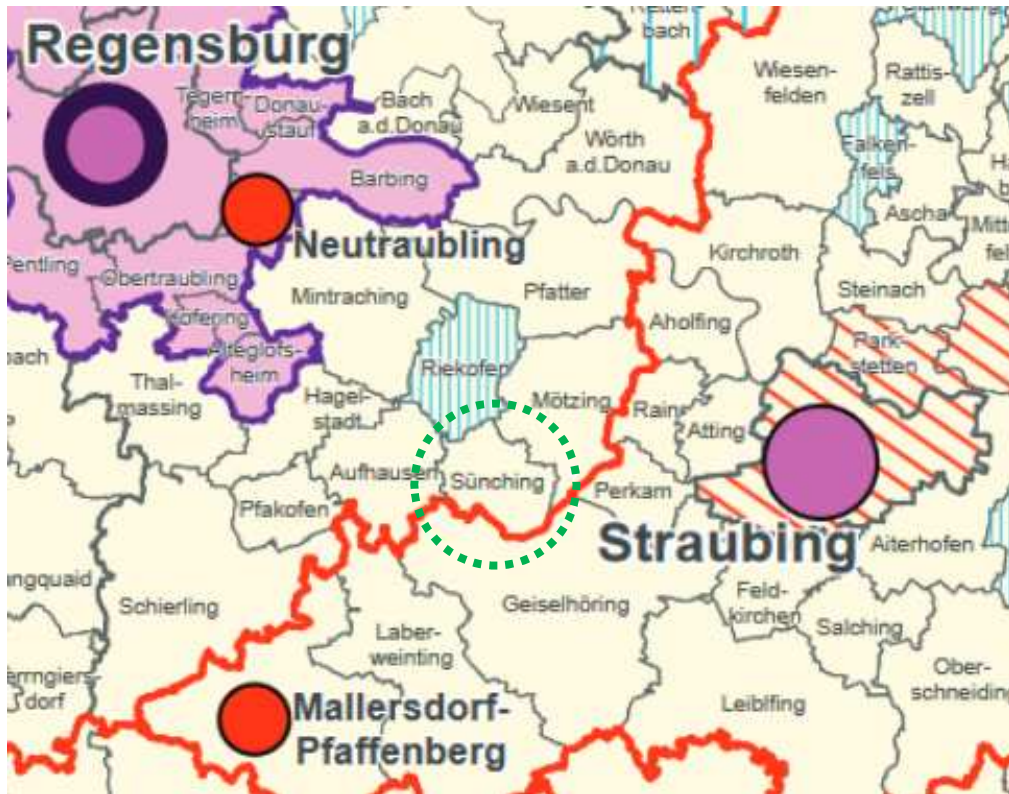 Regensburg
bach
Wiesen-
felden
Rattis-
zell
Tegern-
heim
Donau-
stauf
Bach
a.d.Donau
Wiesent
Wörth
a.d.Donau
Falken-
fels
Barbing
Ascha
Neutraubling
Kirchroth
Pentling
Obertraubling
Mintraching
Pfatter
Steinach
Köfering
Aholfing
Park-
stetten
Alteglofs-
heim
Riekofen
Thal-
massing
Hagel-
stadt
Mötzing
Rain
Atting
Aufhausen
Sünching
Perkam
Pfakofen
Straubing
Aiterhofen
Schierling
Geiselhöring
Feld-
kirchen
Salching
Laber-
weinting
Ober-
schneiding
Leiblfing
Mallersdorf-
Pfaffenberg